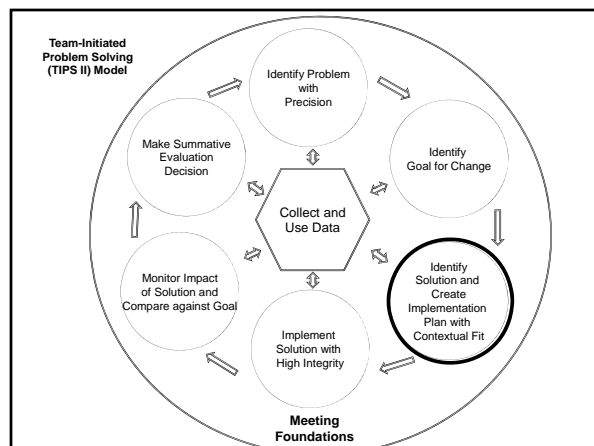 Team-Initiated
Problem Solving
(TIPS II) Model
Identify Problem
with
Precision
Make Summative
Evaluation
Decision
Identify
Goal for Change
Collect and
Use Data
Monitor Impact
of Solution and
Compare against Goal
Identify
Solution and
Create
Implementation
Plan with
Contextual Fit
Implement
Solution with
High Integrity
Meeting
Foundations